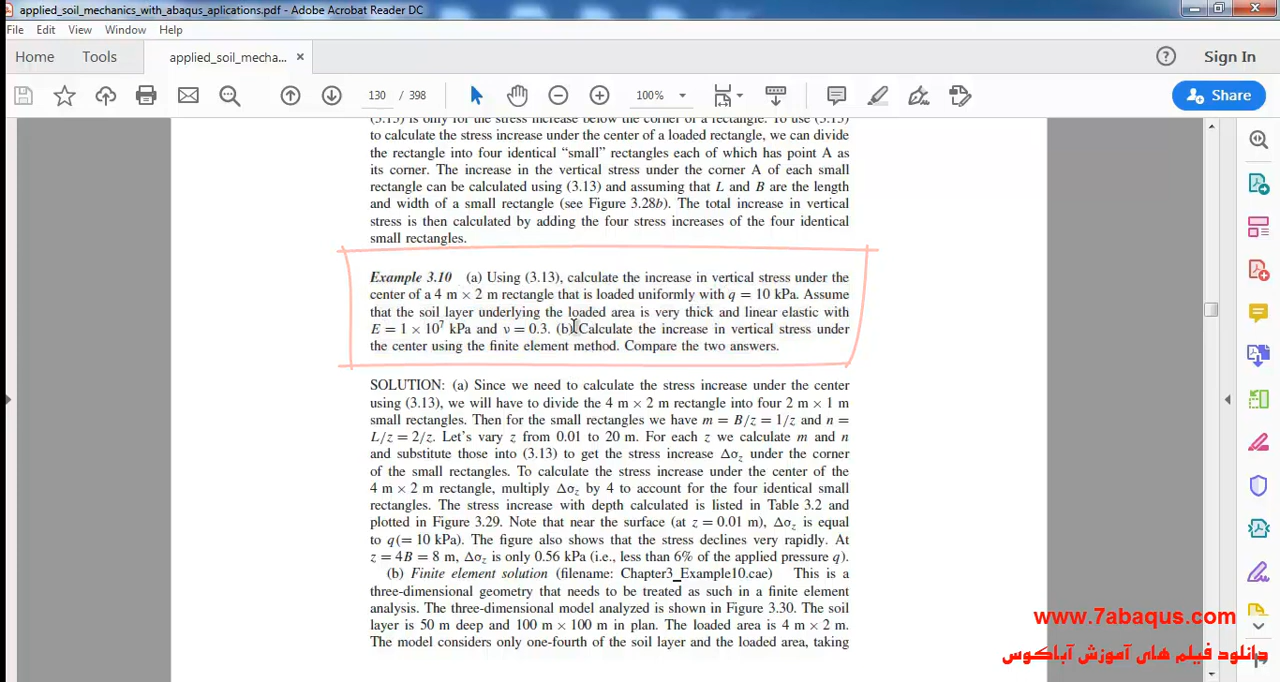 applied_soil_mechanics_with_abaqus_aplications.pdf - Adobe Acrobat Reader DC
File Edit View Window Help
Home Tools applied_soil_mecha... × Sign In
130 / 398 100% Share
(3.13) is only for the stress increase below the corner of a rectangle. To use (3.13)
to calculate the stress increase under the center of a loaded rectangle, we can divide
the rectangle into four identical “small” rectangles each of which has point A as
its corner. The increase in the vertical stress under the corner A of each small
rectangle can be calculated using (3.13) and assuming that L and B are the length
and width of a small rectangle (see Figure 3.28b). The total increase in vertical
stress is then calculated by adding the four stress increases of the four identical
small rectangles.
Example 3.10 (a) Using (3.13), calculate the increase in vertical stress under the
center of a 4 m × 2 m rectangle that is loaded uniformly with q = 10 kPa. Assume
that the soil layer underlying the loaded area is very thick and linear elastic with
E = 1 × 10⁷ kPa and ν = 0.3. (b) Calculate the increase in vertical stress under
the center using the finite element method. Compare the two answers.
SOLUTION: (a) Since we need to calculate the stress increase under the center
using (3.13), we will have to divide the 4 m × 2 m rectangle into four 2 m × 1 m
small rectangles. Then for the small rectangles we have m = B/z = 1/z and n =
L/z = 2/z. Let’s vary z from 0.01 to 20 m. For each z we calculate m and n
and substitute those into (3.13) to get the stress increase Δσz under the corner
of the small rectangles. To calculate the stress increase under the center of the
4 m × 2 m rectangle, multiply Δσz by 4 to account for the four identical small
rectangles. The stress increase with depth calculated is listed in Table 3.2 and
plotted in Figure 3.29. Note that near the surface (at z = 0.01 m), Δσz is equal
to q(= 10 kPa). The figure also shows that the stress declines very rapidly. At
z = 4B = 8 m, Δσz is only 0.56 kPa (i.e., less than 6% of the applied pressure q).
(b) Finite element solution (filename: Chapter3_Example10.cae) This is a
three-dimensional geometry that needs to be treated as such in a finite element
analysis. The three-dimensional model analyzed is shown in Figure 3.30. The soil
layer is 50 m deep and 100 m × 100 m in plan. The loaded area is 4 m × 2 m.
The model considers only one-fourth of the soil layer and the loaded area, taking
www.7abaqus.com
دانلود فیلم های آموزش آباکوس